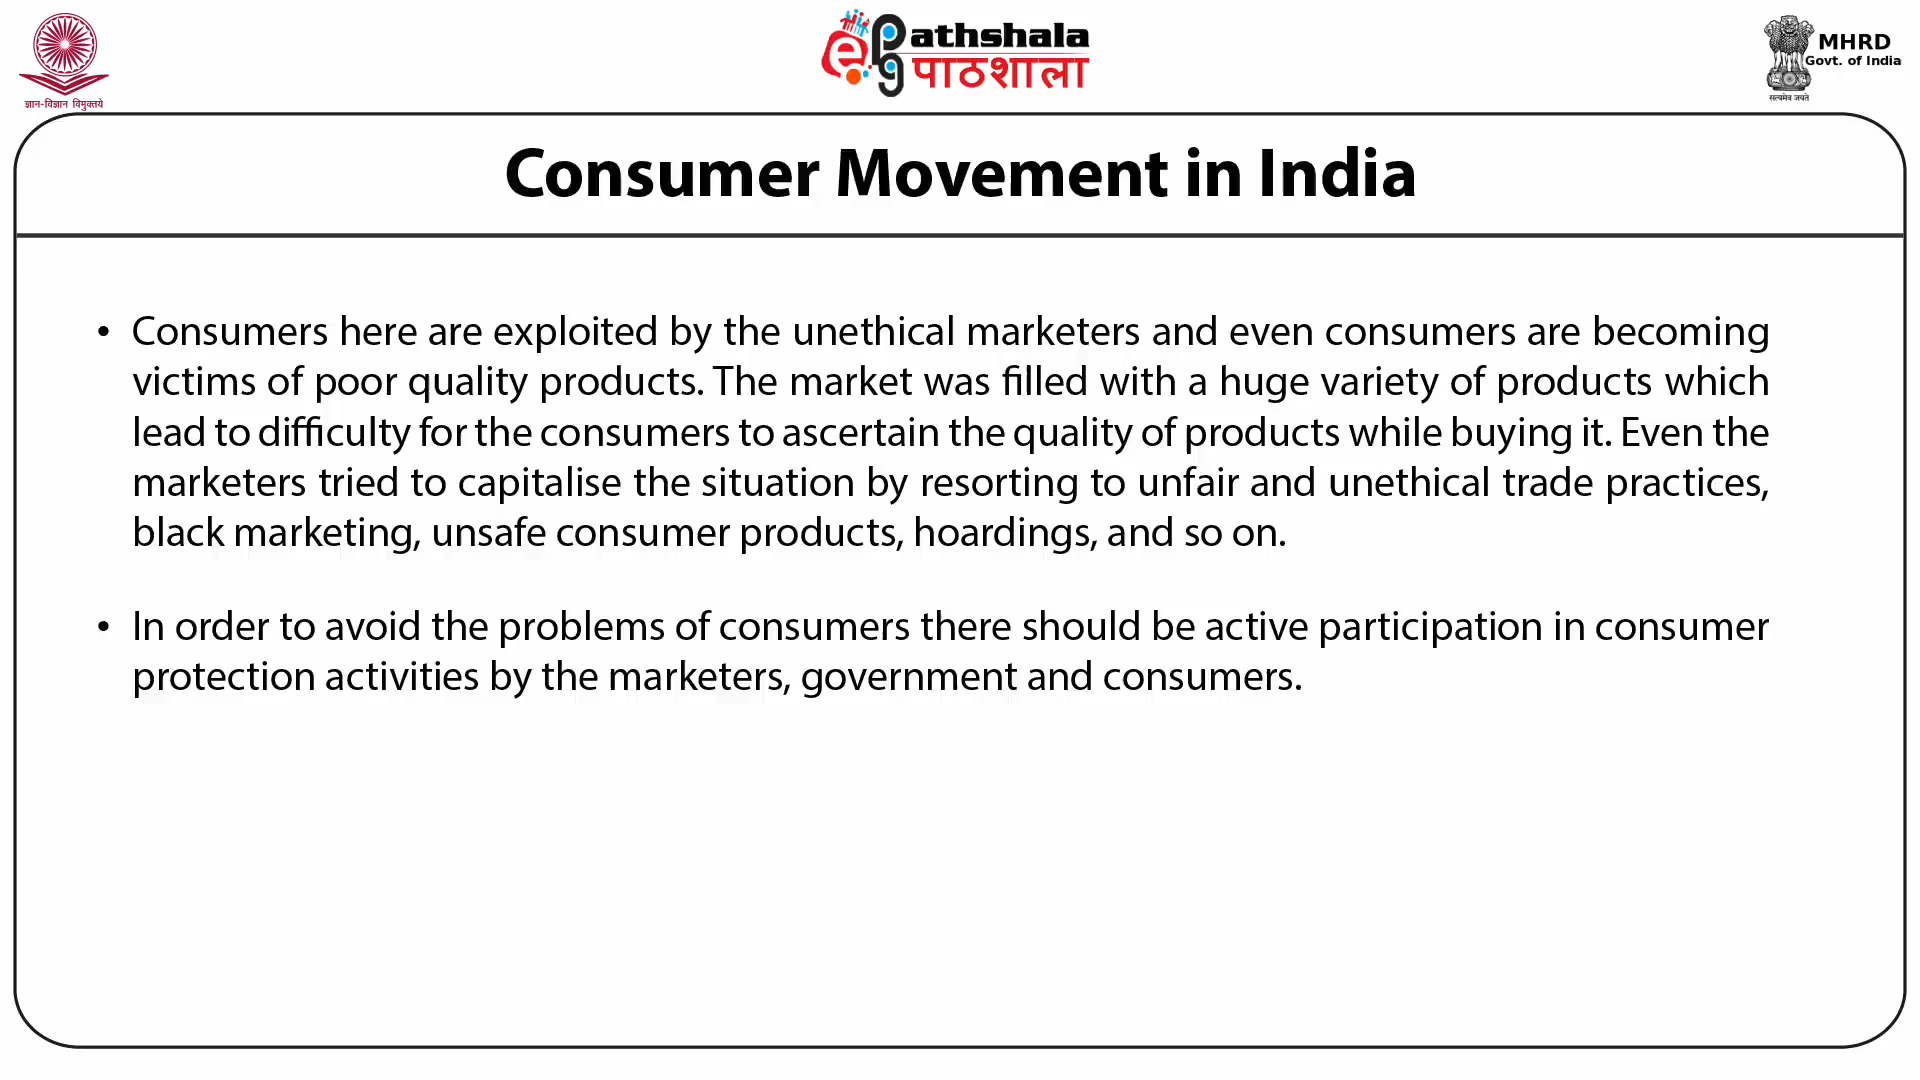 ज्ञान-विज्ञान विमुक्तये
ePathshala
पाठशाला
MHRD
Govt. of India
सत्यमेव जयते
Consumer Movement in India
• Consumers here are exploited by the unethical marketers and even consumers are becoming
victims of poor quality products. The market was filled with a huge variety of products which
lead to difficulty for the consumers to ascertain the quality of products while buying it. Even the
marketers tried to capitalise the situation by resorting to unfair and unethical trade practices,
black marketing, unsafe consumer products, hoardings, and so on.
• In order to avoid the problems of consumers there should be active participation in consumer
protection activities by the marketers, government and consumers.